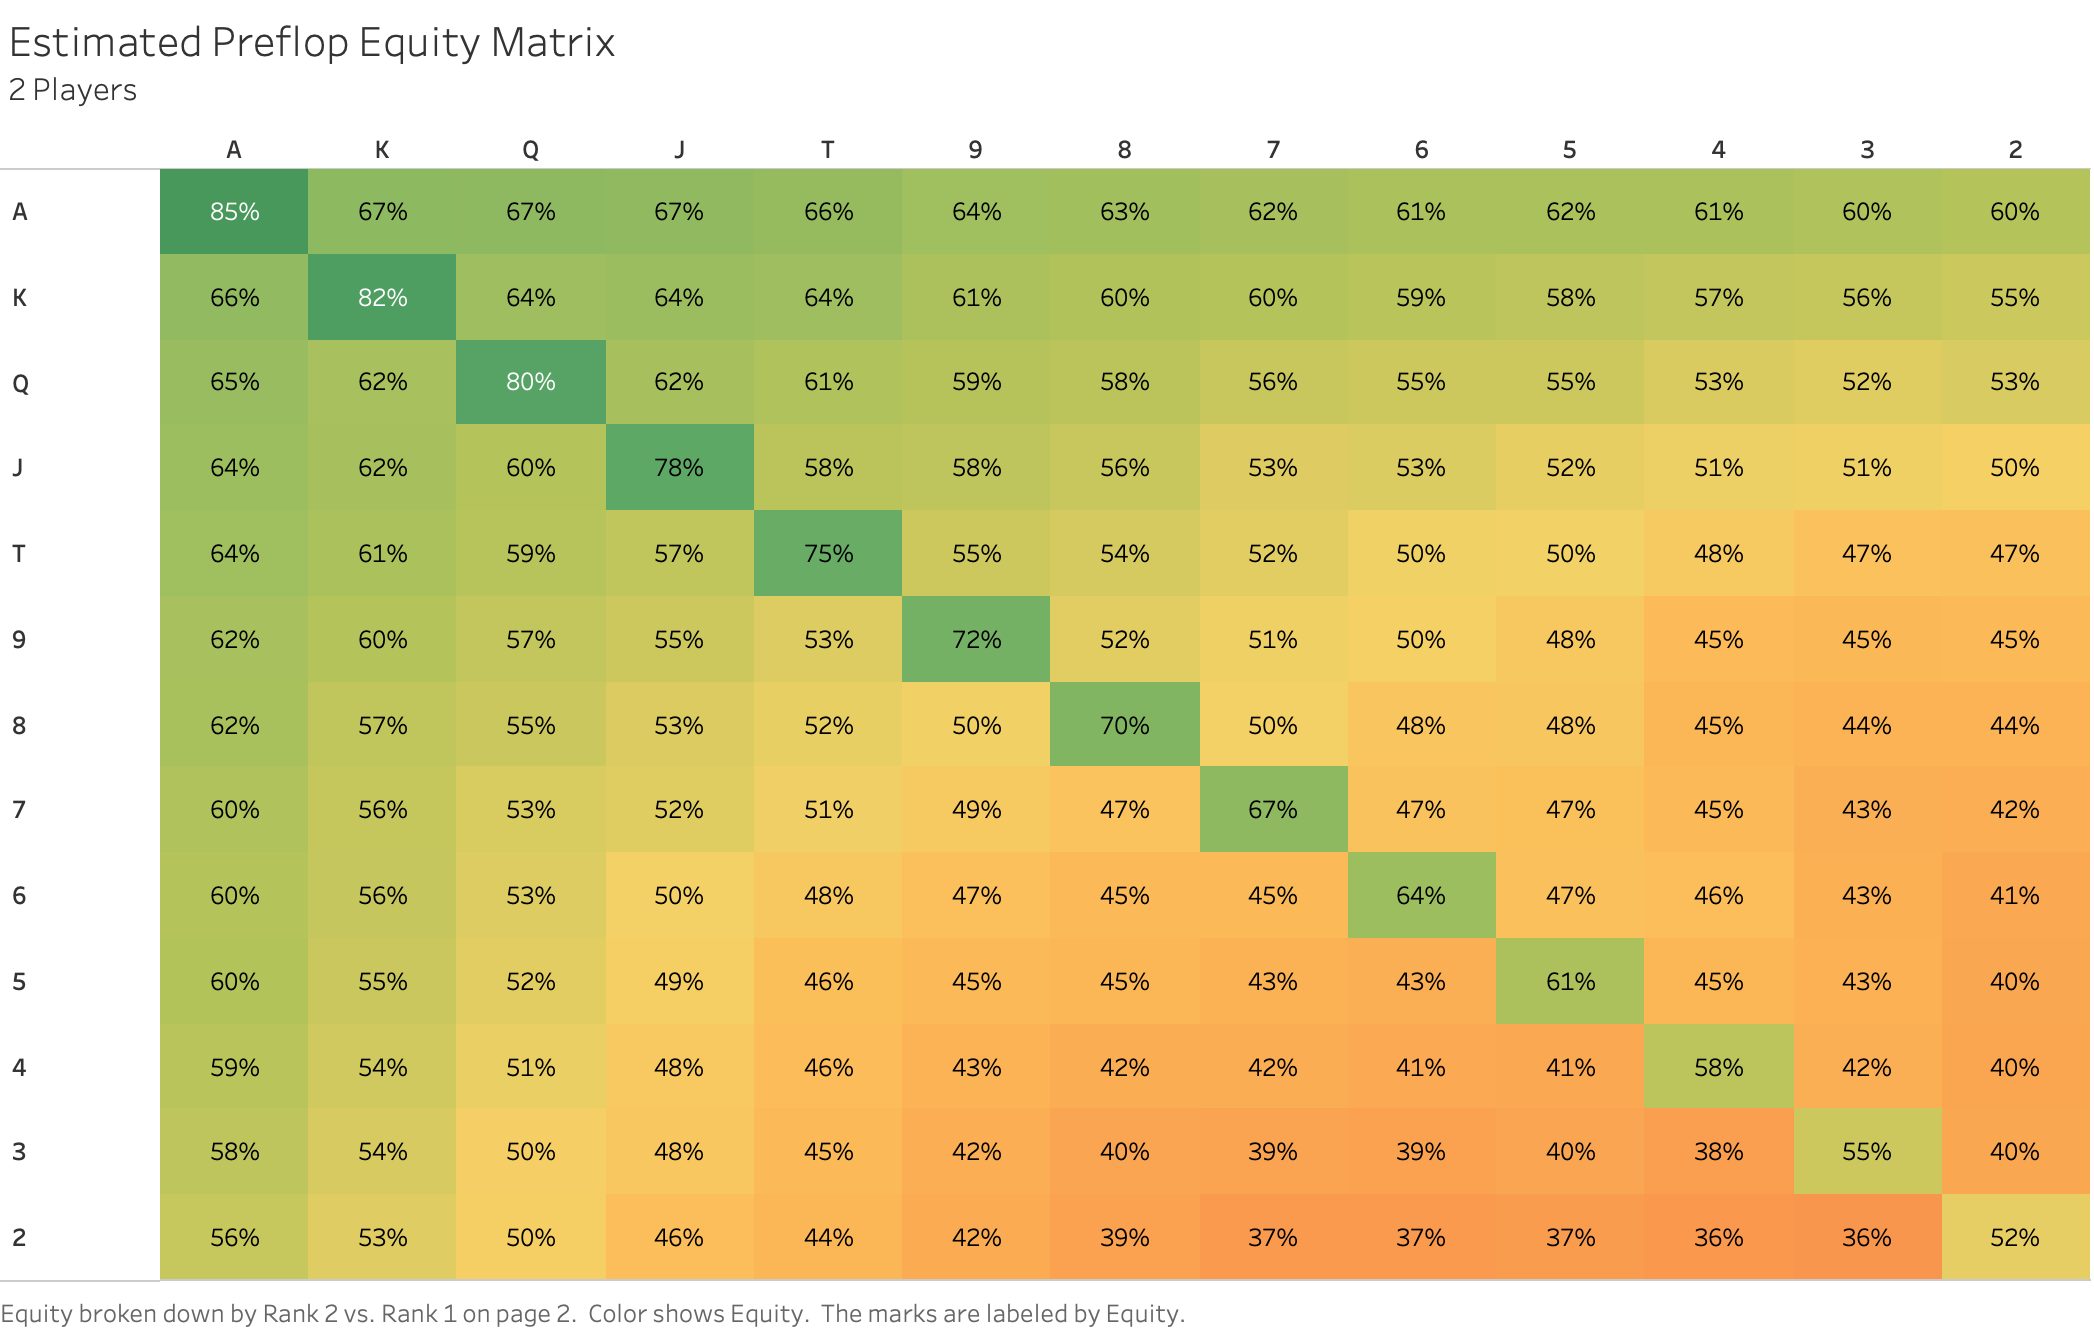 Estimated Preflop Equity Matrix
2 Players
A K Q J T 9 8 7 6 5 4 3 2
A 85% 67% 67% 67% 66% 64% 63% 62% 61% 62% 61% 60% 60%
K 66% 82% 64% 64% 64% 61% 60% 60% 59% 58% 57% 56% 55%
Q 65% 62% 80% 62% 61% 59% 58% 56% 55% 55% 53% 52% 53%
J 64% 62% 60% 78% 58% 58% 56% 53% 53% 52% 51% 51% 50%
T 64% 61% 59% 57% 75% 55% 54% 52% 50% 50% 48% 47% 47%
9 62% 60% 57% 55% 53% 72% 52% 51% 50% 48% 45% 45% 45%
8 62% 57% 55% 53% 52% 50% 70% 50% 48% 48% 45% 44% 44%
7 60% 56% 53% 52% 51% 49% 47% 67% 47% 47% 45% 43% 42%
6 60% 56% 53% 50% 48% 47% 45% 45% 64% 47% 46% 43% 41%
5 60% 55% 52% 49% 46% 45% 45% 43% 43% 61% 45% 43% 40%
4 59% 54% 51% 48% 46% 43% 42% 42% 41% 41% 58% 42% 40%
3 58% 54% 50% 48% 45% 42% 40% 39% 39% 40% 38% 55% 40%
2 56% 53% 50% 46% 44% 42% 39% 37% 37% 37% 36% 36% 52%
Equity broken down by Rank 2 vs. Rank 1 on page 2. Color shows Equity. The marks are labeled by Equity.